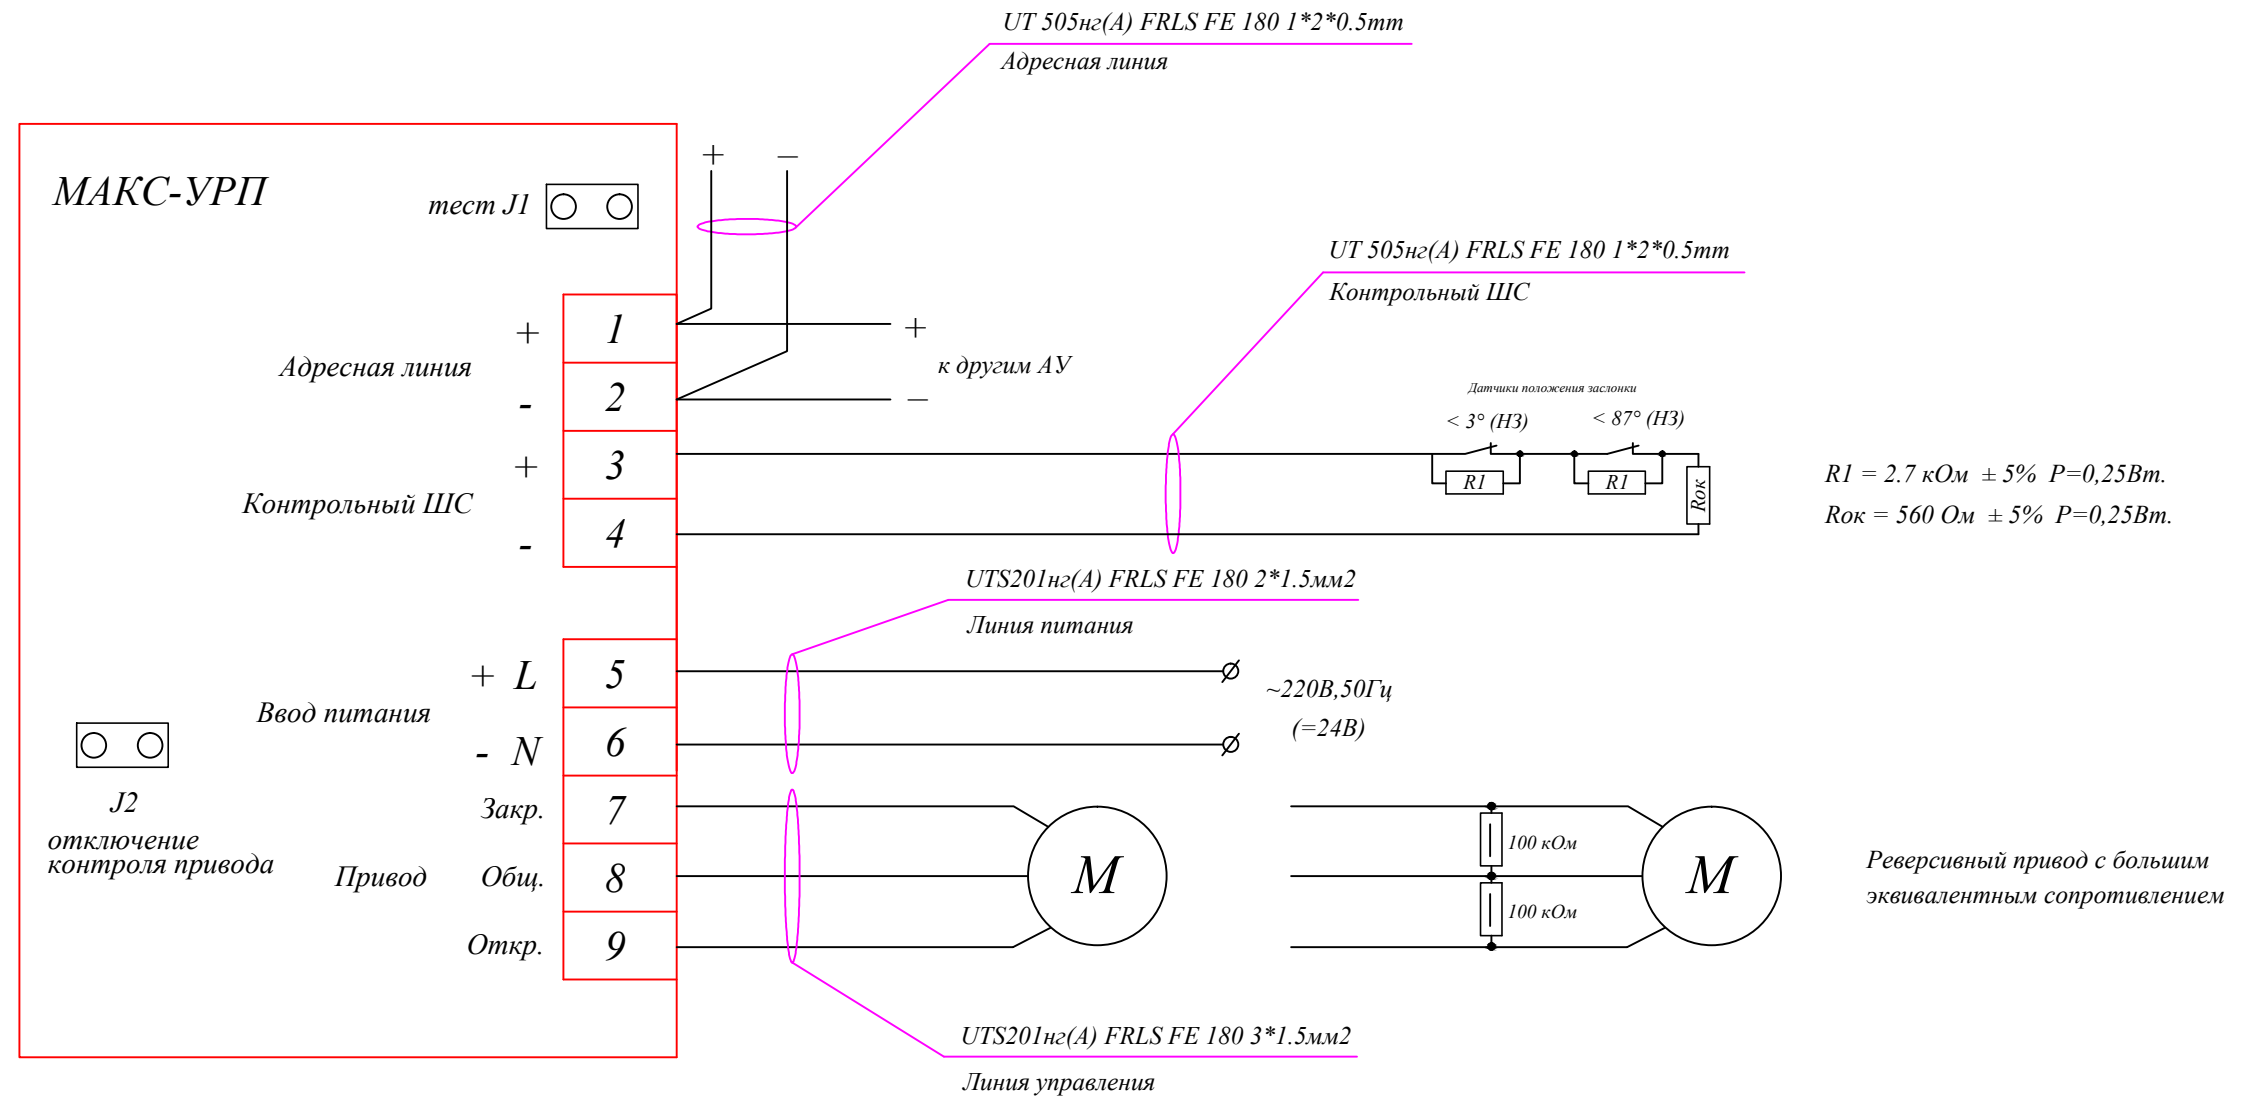 UT 505нг(А) FRLS FE 180 1*2*0.5mm
Адресная линия
МАКС-УРП
тест J1
+ –
UT 505нг(А) FRLS FE 180 1*2*0.5mm
Контрольный ШС
+ 1 +
Адресная линия
к другим АУ
- 2 –
Датчики положения заслонки
< 3° (НЗ) < 87° (НЗ)
+ 3
R1 R1 Rок
R1 = 2.7 кОм ± 5% P=0,25Вт.
Rок = 560 Ом ± 5% P=0,25Вт.
Контрольный ШС
- 4
UTS201нг(А) FRLS FE 180 2*1.5мм2
Линия питания
+ L 5
~220В,50Гц
(=24В)
Ввод питания
- N 6
J2
отключение
контроля привода
Закр. 7
Привод Общ. 8
Откр. 9
M
100 кОм
100 кОм
M
Реверсивный привод с большим
эквивалентным сопротивлением
UTS201нг(А) FRLS FE 180 3*1.5мм2
Линия управления